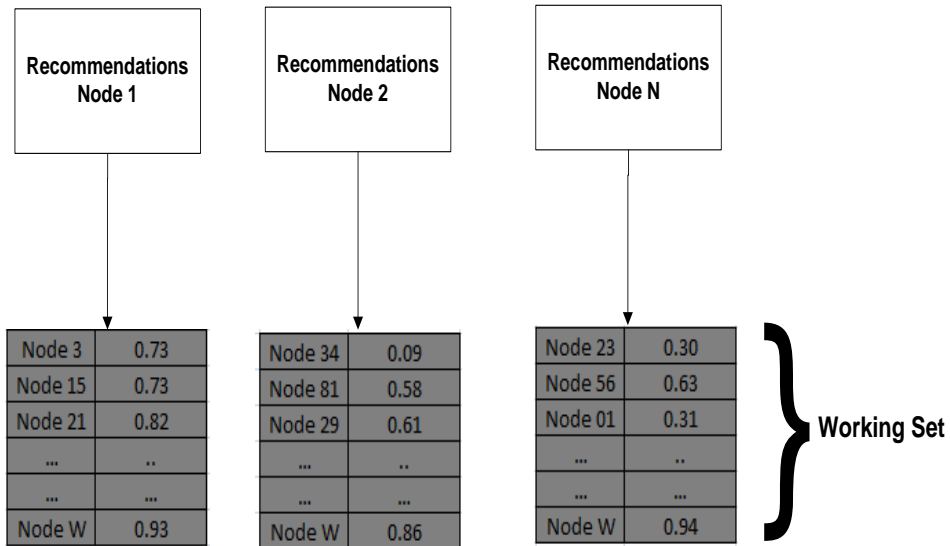 Recommendations
Node 1
Recommendations
Node 2
Recommendations
Node N
Node 3 0.73
Node 15 0.73
Node 21 0.82
... ..
... ...
Node W 0.93
Node 34 0.09
Node 81 0.58
Node 29 0.61
... ..
... ...
Node W 0.86
Node 23 0.30
Node 56 0.63
Node 01 0.31
... ..
... ...
Node W 0.94
Working Set